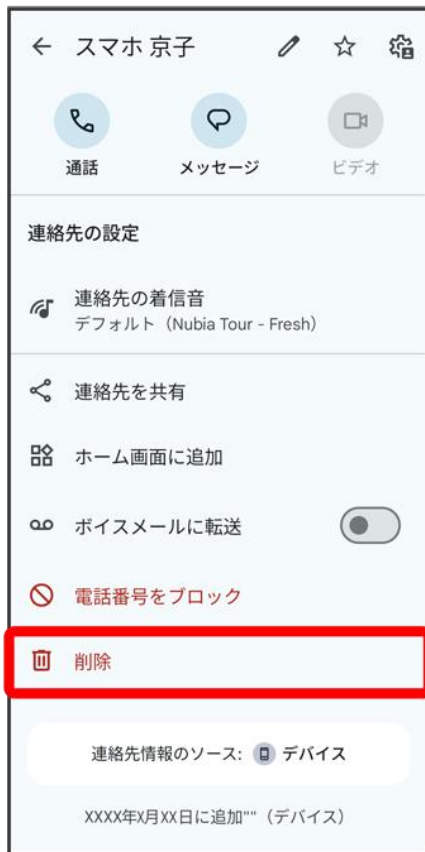 スマホ 京子
通話 メッセージ ビデオ
連絡先の設定
連絡先の着信音
デフォルト（Nubia Tour - Fresh）
連絡先を共有
ホーム画面に追加
ボイスメールに転送
電話番号をブロック
削除
連絡先情報のソース: デバイス
XXXX年X月XX日に追加""（デバイス）